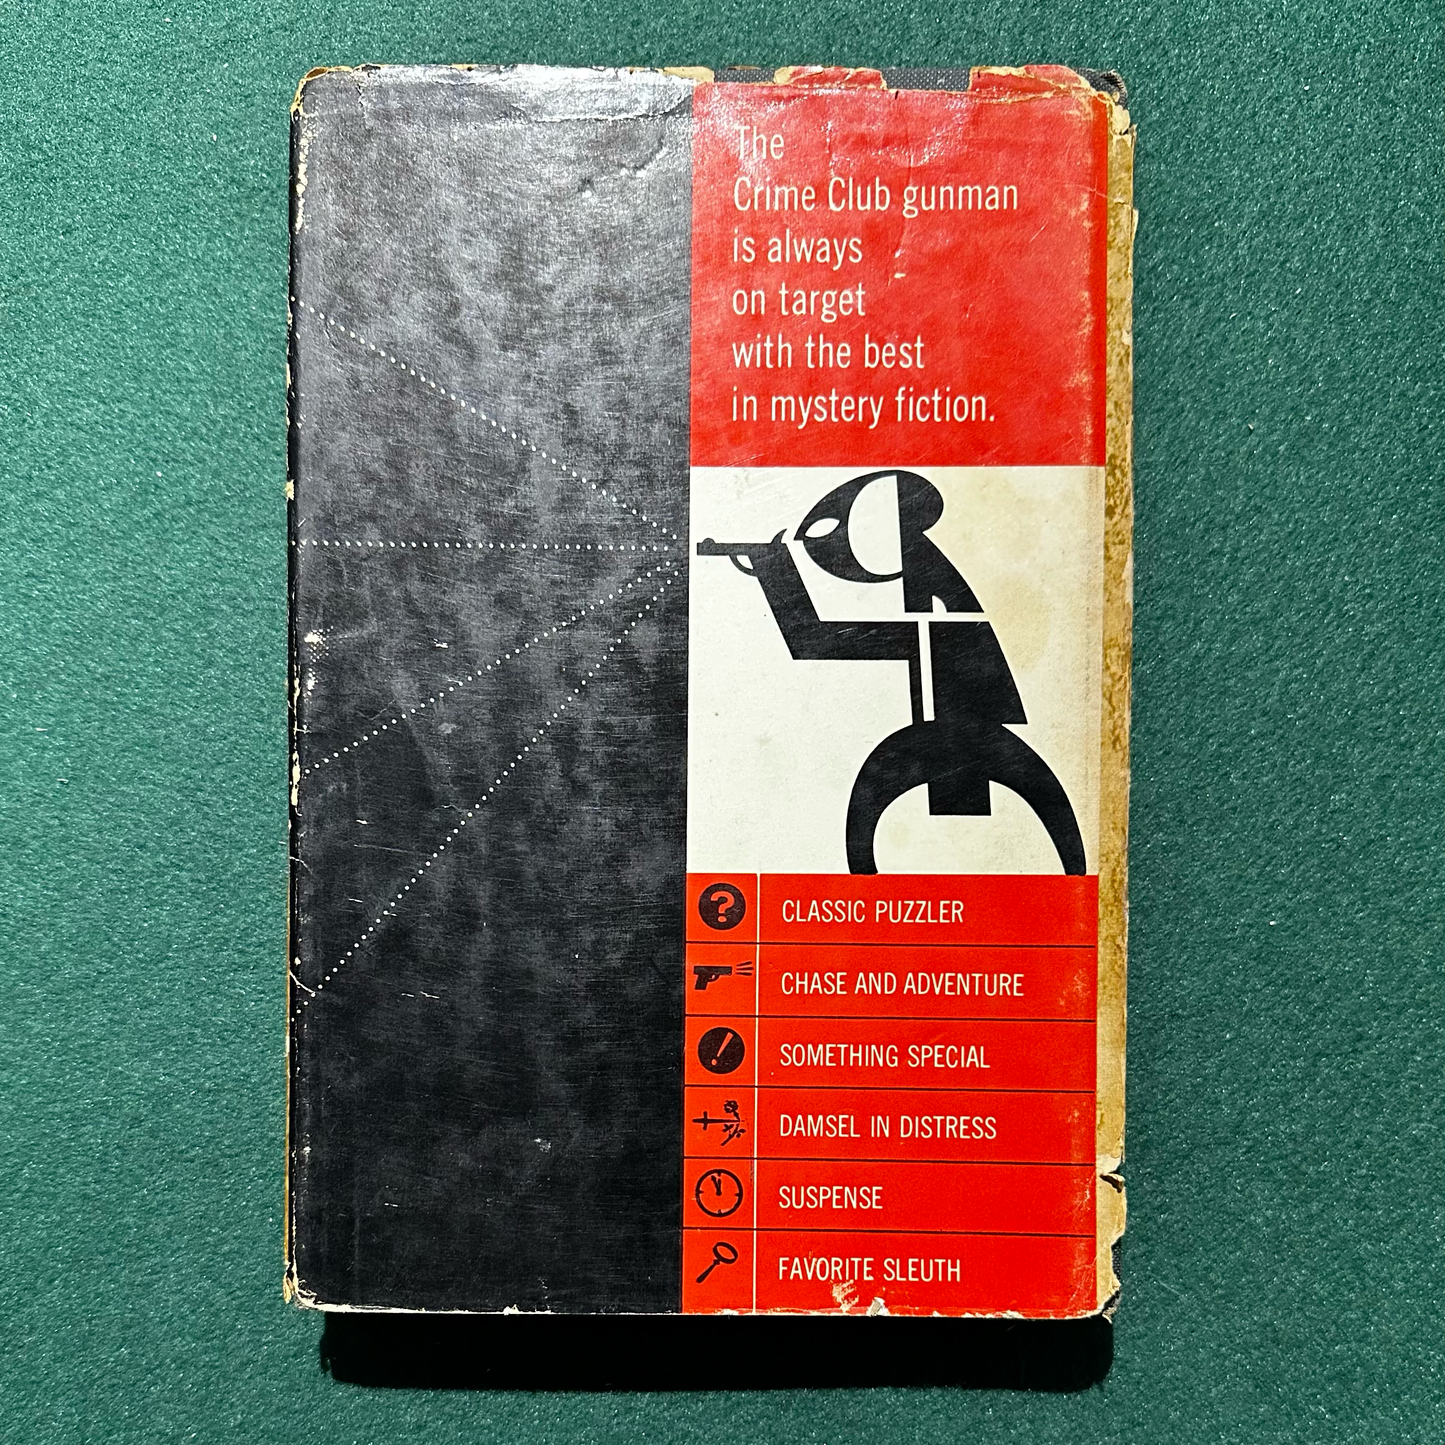 The
Crime Club gunman
is always
on target
with the best
in mystery fiction.
?
CLASSIC PUZZLER
CHASE AND ADVENTURE
!
SOMETHING SPECIAL
DAMSEL IN DISTRESS
SUSPENSE
FAVORITE SLEUTH